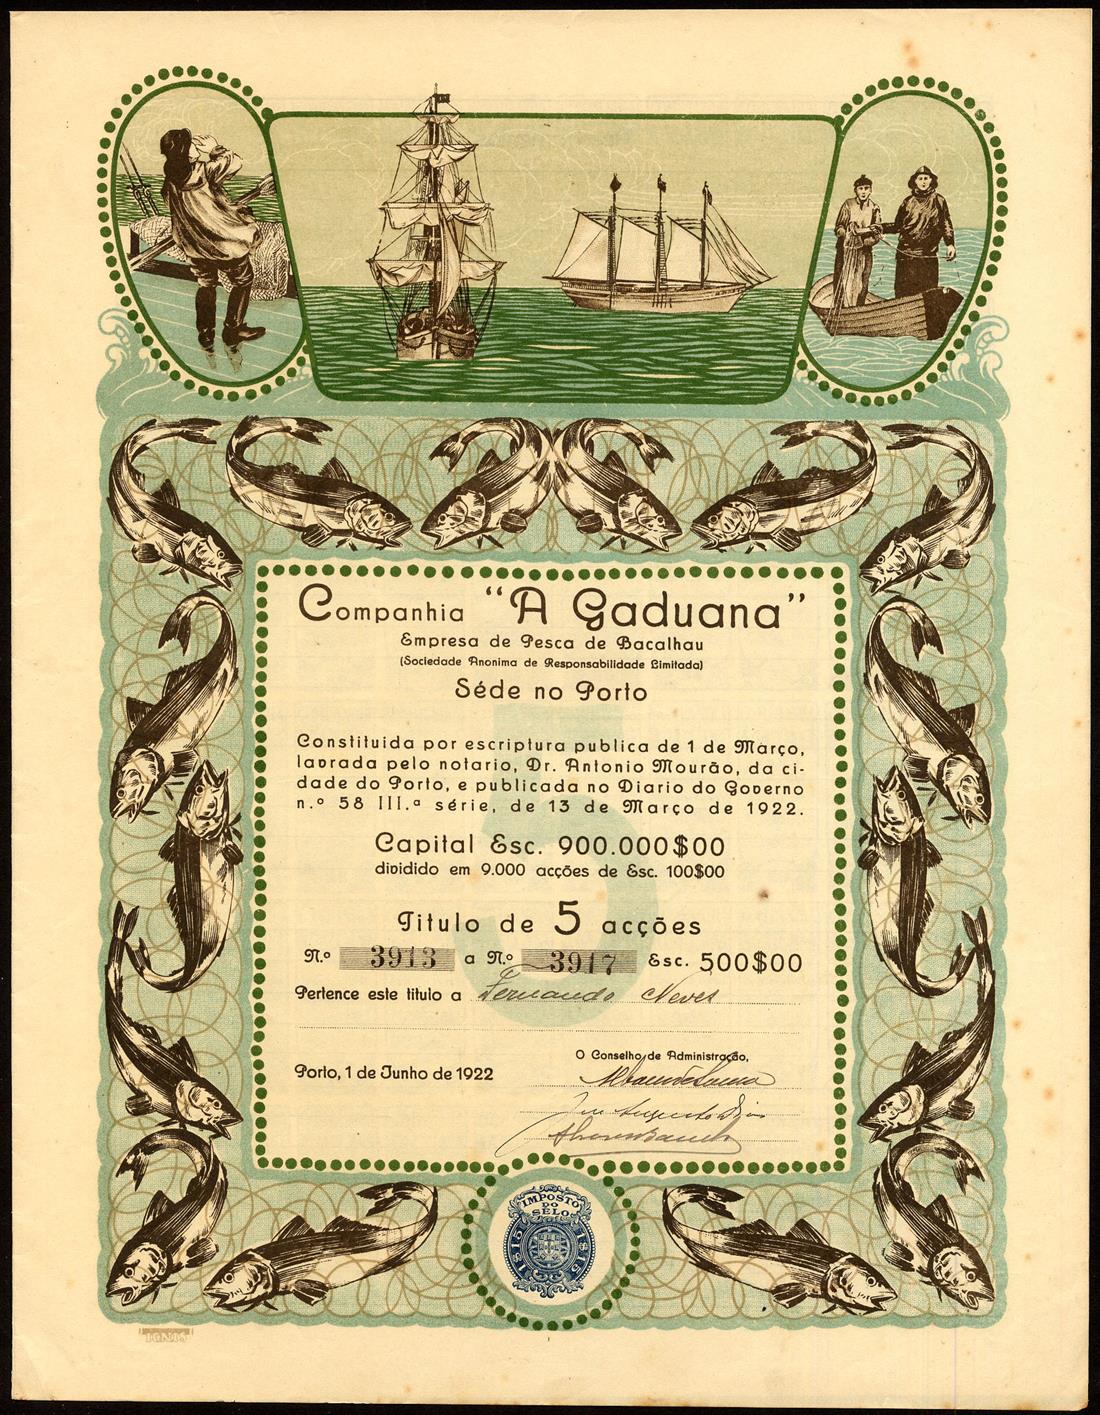 Companhia "A Gaduana"
Empresa de Pesca de Bacalhau
(Sociedade Anonima de Responsabilidade Limitada)
Séde no Porto
5
Constituida por escriptura publica de 1 de Março,
lavrada pelo notario, Dr. Antonio Mourão, da ci-
dade do Porto, e publicada no Diario do Governo
n.º 58 III.ª série, de 13 de Março de 1922.
Capital Esc. 900.000$00
dividido em 9.000 acções de Esc. 100$00
Titulo de 5 acções
N.º 3913 a N.º 3917 Esc. 500$00
Pertence este titulo a Fernando Neves
O Conselho de Administração,
Porto, 1 de Junho de 1922
Augusto Dias
IMPOSTO
DO
SELO